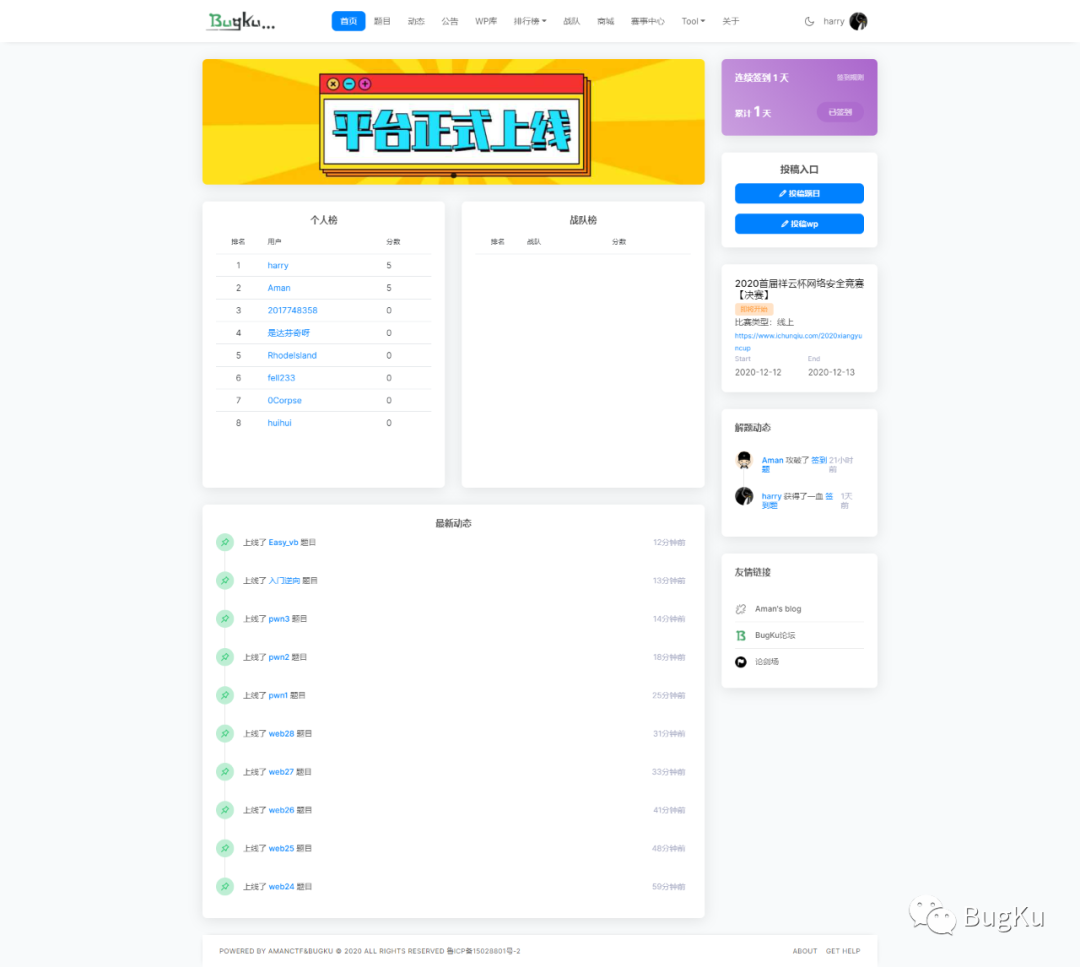 Bugku...
首页 题目 动态 公告 WP库 排行榜 战队 商城 赛事中心 Tool 关于
harry
平台正式上线
连续签到 1 天 签到规则
累计 1 天 已签到
投稿入口
投稿题目
投稿wp
个人榜
排名 用户 分数
1 harry 5
2 Aman 5
3 2017748358 0
4 是达芬奇呀 0
5 RhodeIsland 0
6 fell233 0
7 0Corpse 0
8 huihui 0
战队榜
排名 战队 分数
2020首届祥云杯网络安全竞赛
【决赛】
即将开始
比赛类型：线上
https://www.ichunqiu.com/2020xiangyu
ncup
Start End
2020-12-12 2020-12-13
解题动态
Aman 攻破了 签到 21小时
题 前
harry 获得了一血 签 1天
到题 前
最新动态
上线了 Easy_vb 题目 12分钟前
上线了 入门逆向 题目 13分钟前
上线了 pwn3 题目 14分钟前
上线了 pwn2 题目 18分钟前
上线了 pwn1 题目 25分钟前
上线了 web28 题目 31分钟前
上线了 web27 题目 33分钟前
上线了 web26 题目 41分钟前
上线了 web25 题目 48分钟前
上线了 web24 题目 59分钟前
友情链接
Aman's blog
BugKu论坛
论剑场
BugKu
POWERED BY AMANCTF&BUGKU © 2020 ALL RIGHTS RESERVED 鲁ICP备15028801号-2
ABOUT GET HELP